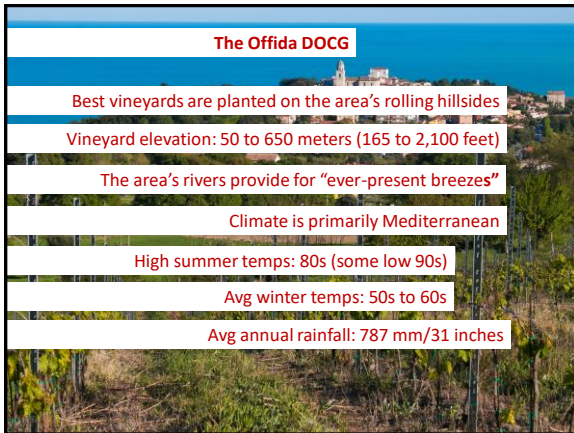 The Offida DOCG
Best vineyards are planted on the area’s rolling hillsides
Vineyard elevation: 50 to 650 meters (165 to 2,100 feet)
The area’s rivers provide for “ever-present breezes”
Climate is primarily Mediterranean
High summer temps: 80s (some low 90s)
Avg winter temps: 50s to 60s
Avg annual rainfall: 787 mm/31 inches